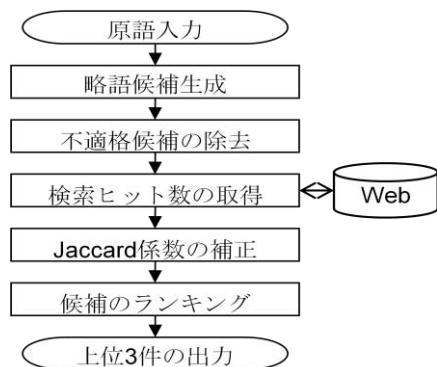 原語入力
略語候補生成
不適格候補の除去
検索ヒット数の取得
Web
Jaccard係数の補正
候補のランキング
上位3件の出力